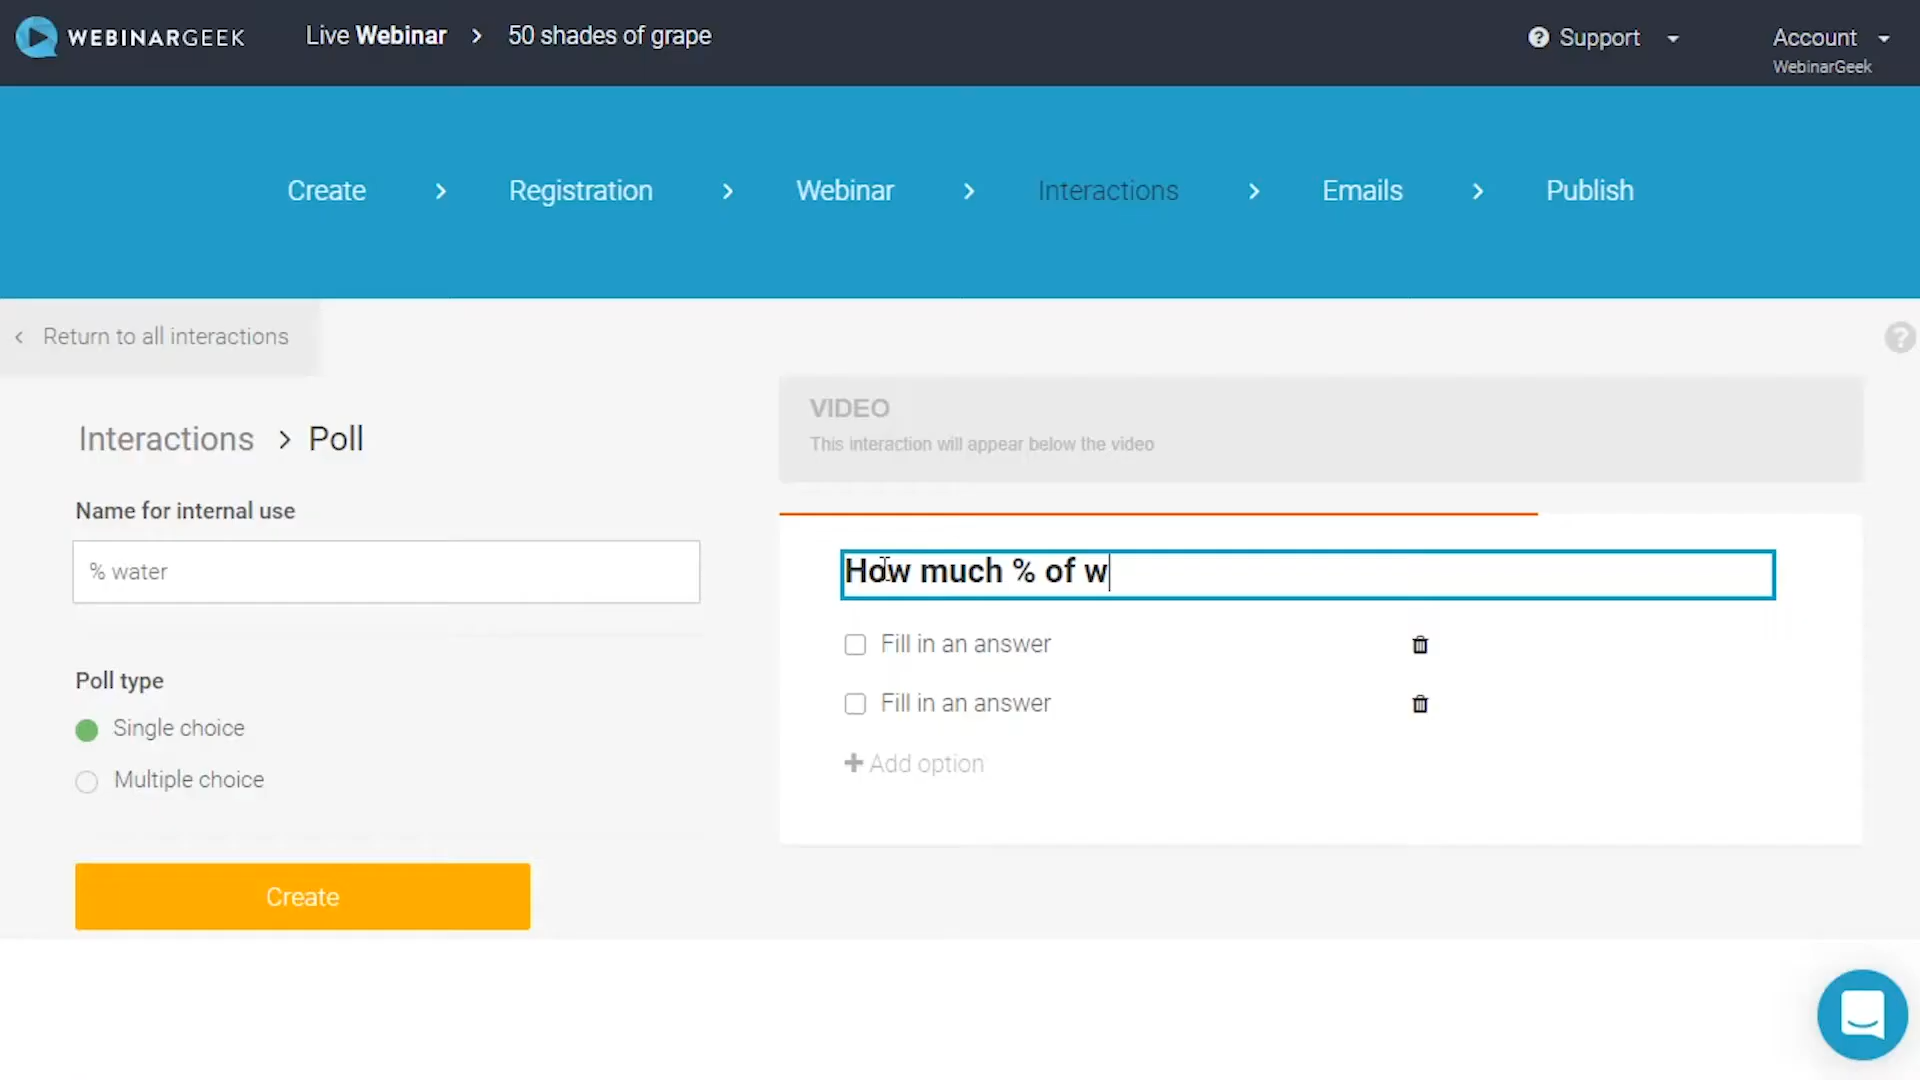 WEBINARGEEK
Live Webinar > 50 shades of grape
? Support
Account
WebinarGeek
Create > Registration > Webinar > Interactions > Emails > Publish
< Return to all interactions
?
VIDEO
This interaction will appear below the video
Interactions > Poll
Name for internal use
% water
How much % of w
Fill in an answer
Fill in an answer
+ Add option
Poll type
Single choice
Multiple choice
Create